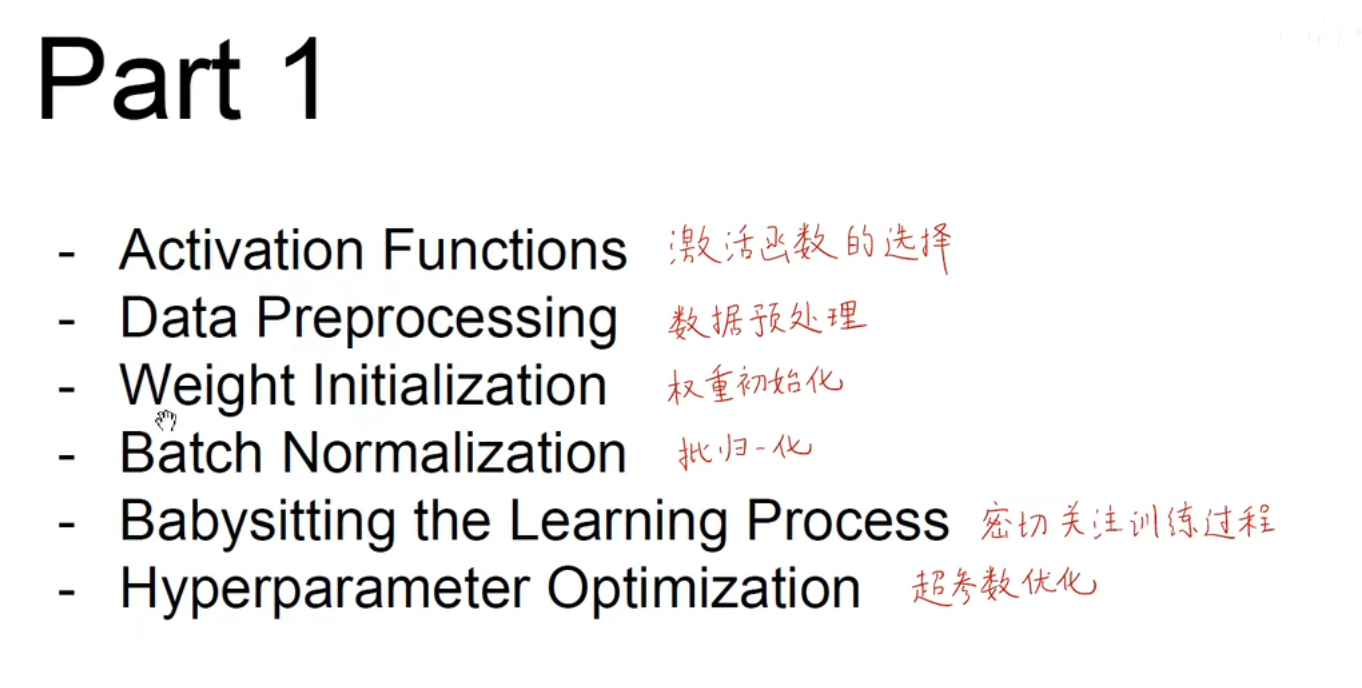 Part 1
- Activation Functions 激活函数的选择
- Data Preprocessing 数据预处理
- Weight Initialization 权重初始化
- Batch Normalization 批归一化
- Babysitting the Learning Process 密切关注训练过程
- Hyperparameter Optimization 超参数优化